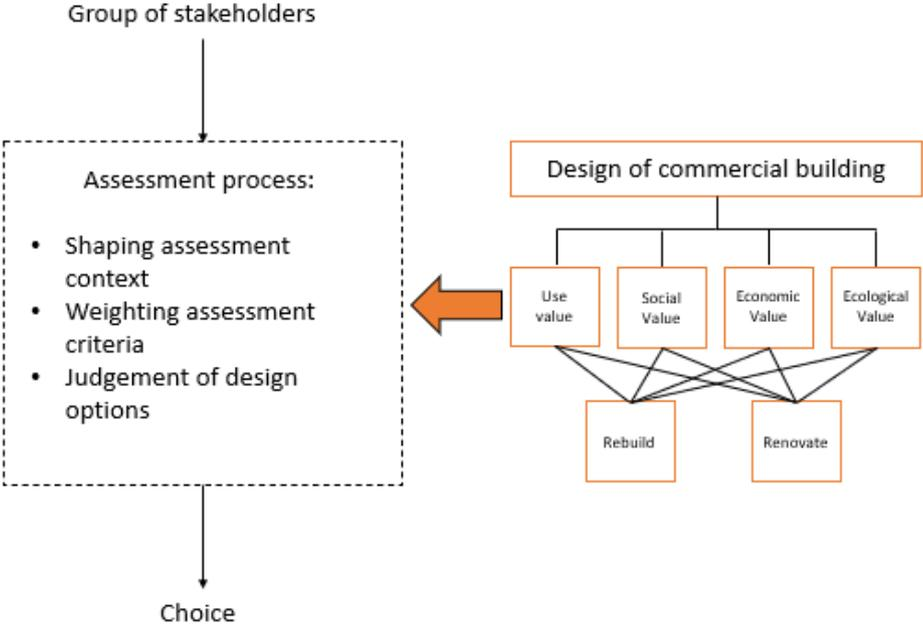 Group of stakeholders
Assessment process:
• Shaping assessment
context
• Weighting assessment
criteria
• Judgement of design
options
Choice
Design of commercial building
Use
value
Social
Value
Economic
Value
Ecological
Value
Rebuild
Renovate